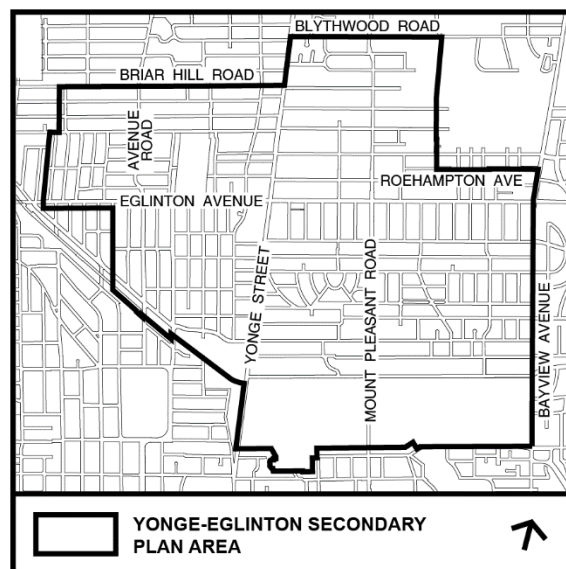 BLYTHWOOD ROAD
BRIAR HILL ROAD
AVENUE
ROAD
ROEHAMPTON AVE
EGLINTON AVENUE
YONGE STREET
MOUNT PLEASANT ROAD
BAYVIEW AVENUE
YONGE-EGLINTON SECONDARY
PLAN AREA